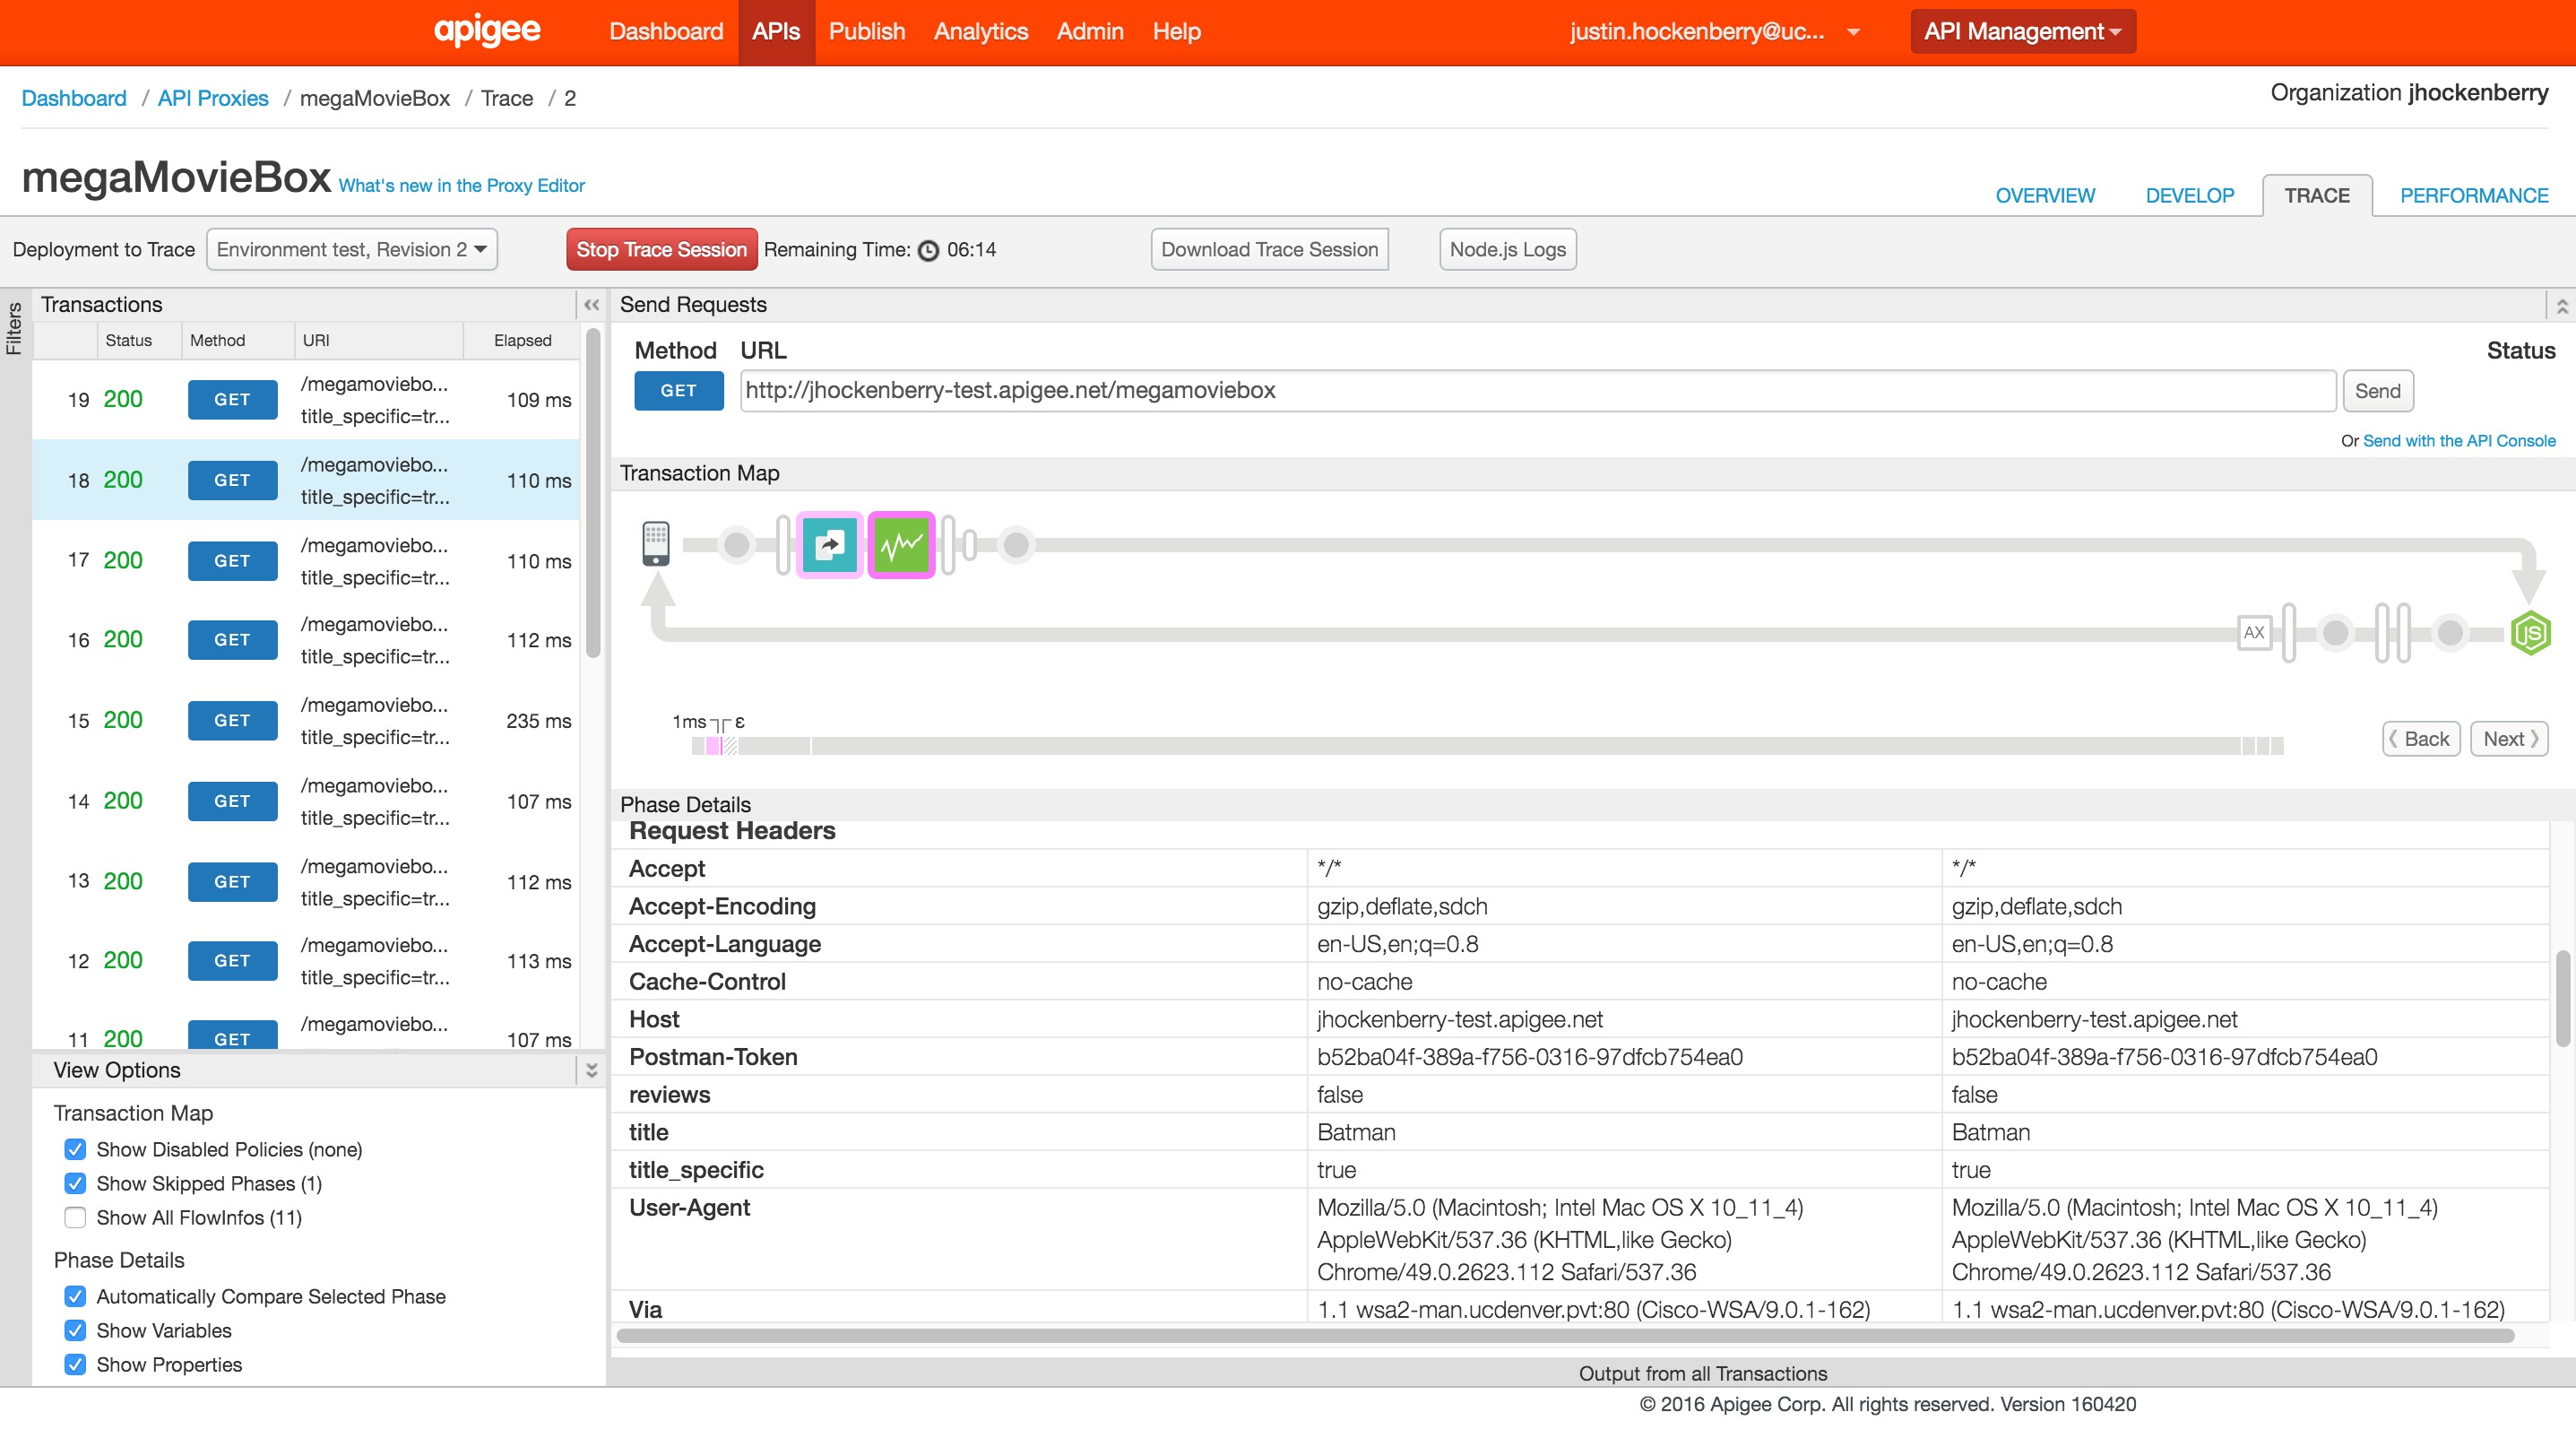 apigee
Dashboard APIs Publish Analytics Admin Help justin.hockenberry@uc... API Management
Dashboard / API Proxies / megaMovieBox / Trace / 2
Organization jhockenberry
megaMovieBox What's new in the Proxy Editor
OVERVIEW DEVELOP TRACE PERFORMANCE
Deployment to Trace Environment test, Revision 2 Stop Trace Session Remaining Time: 06:14 Download Trace Session Node.js Logs
Filters
Transactions
Status Method URI Elapsed
19 200 GET /megamoviebo... title_specific=tr... 109 ms
18 200 GET /megamoviebo... title_specific=tr... 110 ms
17 200 GET /megamoviebo... title_specific=tr... 110 ms
16 200 GET /megamoviebo... title_specific=tr... 112 ms
15 200 GET /megamoviebo... title_specific=tr... 235 ms
14 200 GET /megamoviebo... title_specific=tr... 107 ms
13 200 GET /megamoviebo... title_specific=tr... 112 ms
12 200 GET /megamoviebo... title_specific=tr... 113 ms
11 200 GET /megamoviebo... 107 ms
View Options
Transaction Map
Show Disabled Policies (none)
Show Skipped Phases (1)
Show All FlowInfos (11)
Phase Details
Automatically Compare Selected Phase
Show Variables
Show Properties
Send Requests
Method URL Status
GET http://jhockenberry-test.apigee.net/megamoviebox Send
Or Send with the API Console
Transaction Map
AX
JS
1ms ε
Back Next
Phase Details
Request Headers
Accept */* */*
Accept-Encoding gzip,deflate,sdch gzip,deflate,sdch
Accept-Language en-US,en;q=0.8 en-US,en;q=0.8
Cache-Control no-cache no-cache
Host jhockenberry-test.apigee.net jhockenberry-test.apigee.net
Postman-Token b52ba04f-389a-f756-0316-97dfcb754ea0 b52ba04f-389a-f756-0316-97dfcb754ea0
reviews false false
title Batman Batman
title_specific true true
User-Agent Mozilla/5.0 (Macintosh; Intel Mac OS X 10_11_4) Mozilla/5.0 (Macintosh; Intel Mac OS X 10_11_4)
AppleWebKit/537.36 (KHTML,like Gecko) AppleWebKit/537.36 (KHTML,like Gecko)
Chrome/49.0.2623.112 Safari/537.36 Chrome/49.0.2623.112 Safari/537.36
Via 1.1 wsa2-man.ucdenver.pvt:80 (Cisco-WSA/9.0.1-162) 1.1 wsa2-man.ucdenver.pvt:80 (Cisco-WSA/9.0.1-162)
Output from all Transactions
© 2016 Apigee Corp. All rights reserved. Version 160420